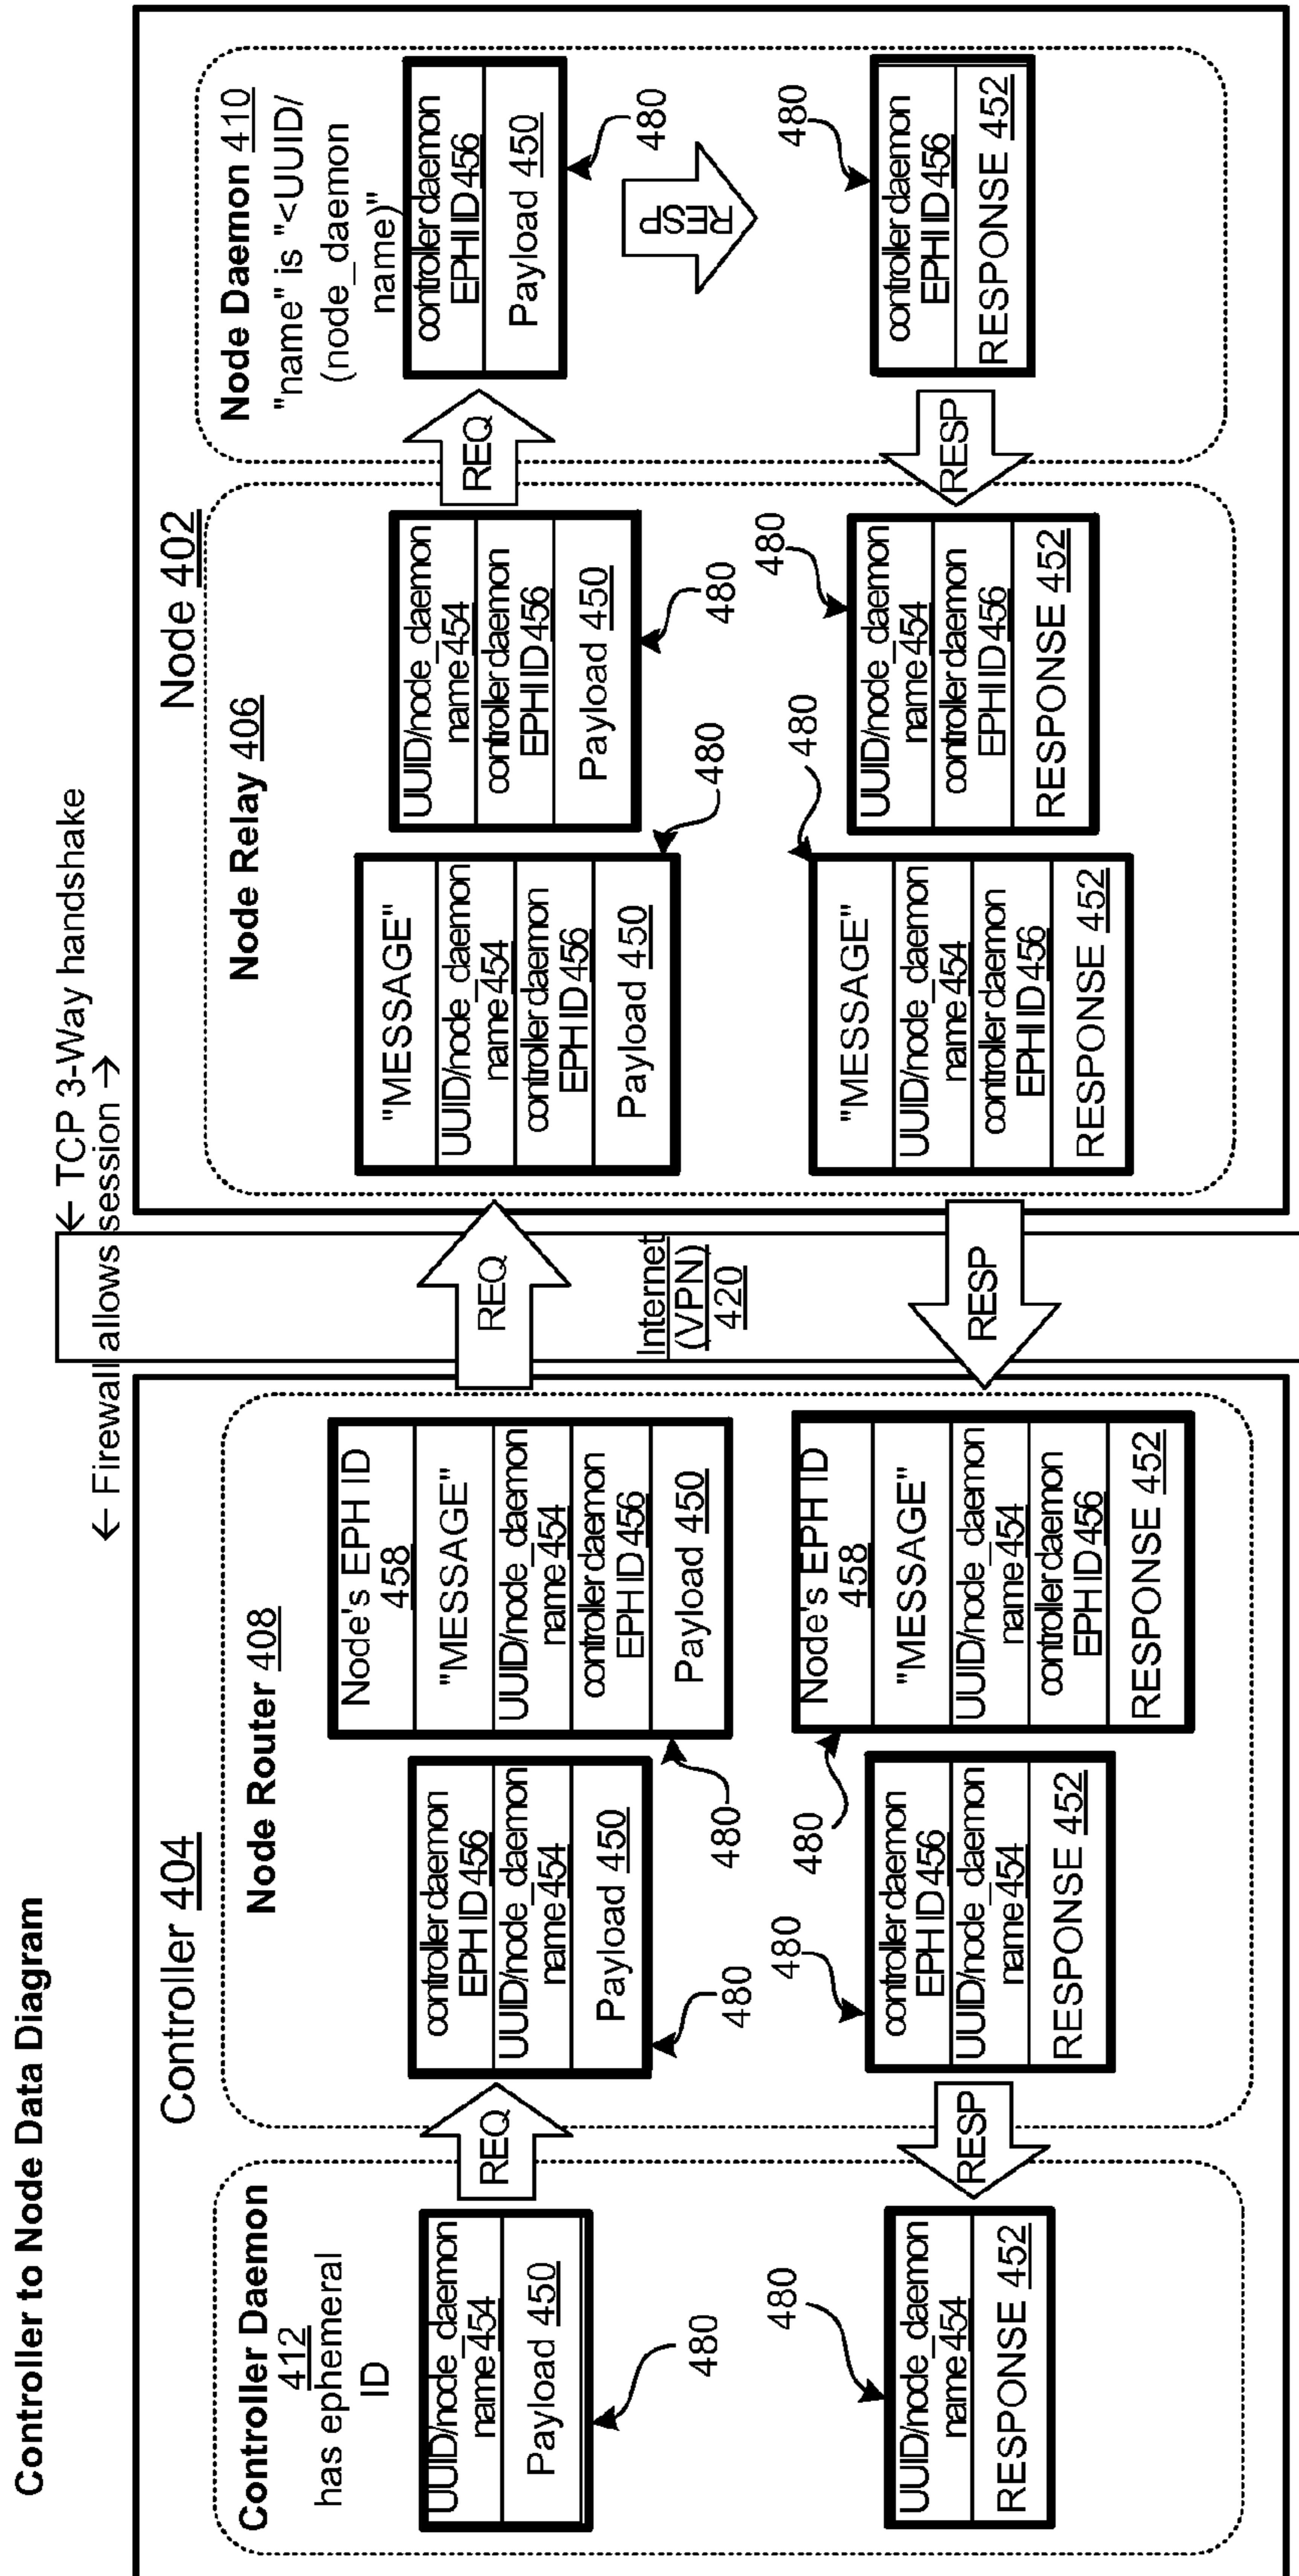 Controller to Node Data Diagram
← TCP 3-Way handshake
← Firewall allows session →
Controller 404
Controller Daemon
412
has ephemeral
ID
UUID/node_daemon
name 454
Payload 450
480
REQ
480
UUID/node_daemon
name 454
RESPONSE 452
RESP
Node Router 408
controller daemon
EPH ID 456
UUID/node_daemon
name 454
Payload 450
480
Node's EPH ID
458
"MESSAGE"
UUID/node_daemon
name 454
controller daemon
EPH ID 456
Payload 450
480
480
controller daemon
EPH ID 456
UUID/node_daemon
name 454
RESPONSE 452
480
Node's EPH ID
458
"MESSAGE"
UUID/node_daemon
name 454
controller daemon
EPH ID 456
RESPONSE 452
REQ
Internet
(VPN)
420
RESP
Node 402
Node Relay 406
"MESSAGE"
UUID/node_daemon
name 454
controller daemon
EPH ID 456
Payload 450
480
UUID/node_daemon
name 454
controller daemon
EPHI ID 456
Payload 450
480
480
"MESSAGE"
UUID/node_daemon
name 454
controller daemon
EPHI ID 456
RESPONSE 452
480
UUID/node_daemon
name 454
controller daemon
EPHI ID 456
RESPONSE 452
REQ
RESP
Node Daemon 410
"name" is "<UUID/
(node_daemon
name)"
controller daemon
EPHI ID 456
Payload 450
480
RESP
480
controller daemon
EPHI ID 456
RESPONSE 452